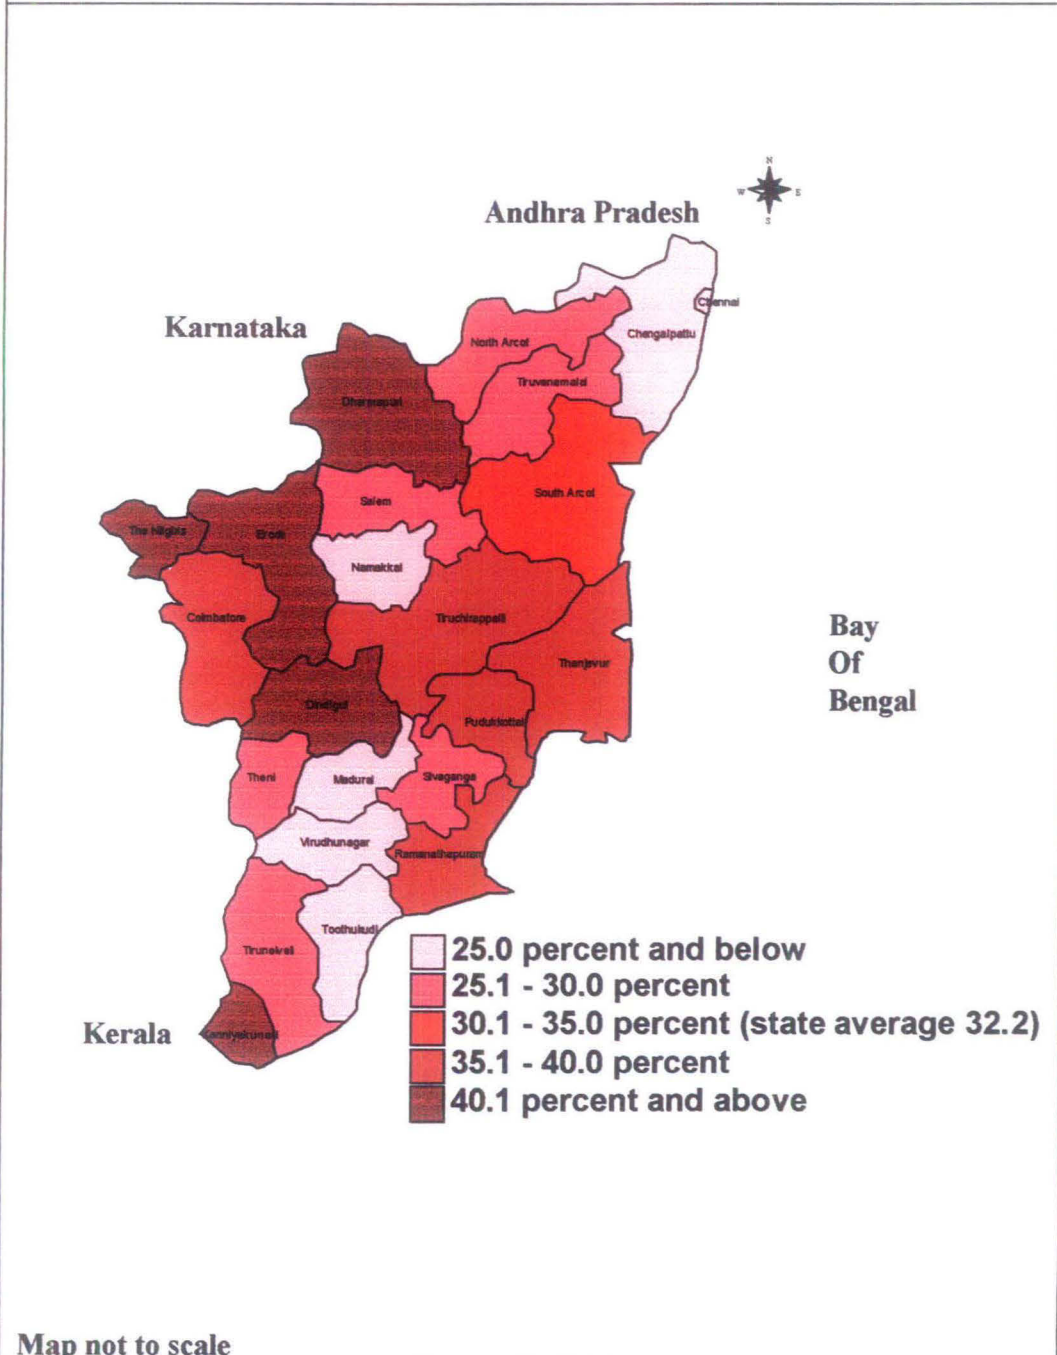 N
W E
S
Andhra Pradesh
Chennai
Karnataka
Chengalpattu
North Arcot
Tiruvanamalai
Dharmapuri
South Arcot
Salem
The Nilgiris
Erode
Namakkal
Coimbatore
Tiruchirappalli
Bay
Of
Bengal
Thanjavur
Dindigul
Pudukkottai
Theni
Madurai
Sivaganga
Virudhunagar
Ramanathapuram
Toothukudi
Tirunelveli
25.0 percent and below
25.1 - 30.0 percent
30.1 - 35.0 percent (state average 32.2)
Kerala
Kanniyakumari
35.1 - 40.0 percent
40.1 percent and above
Map not to scale